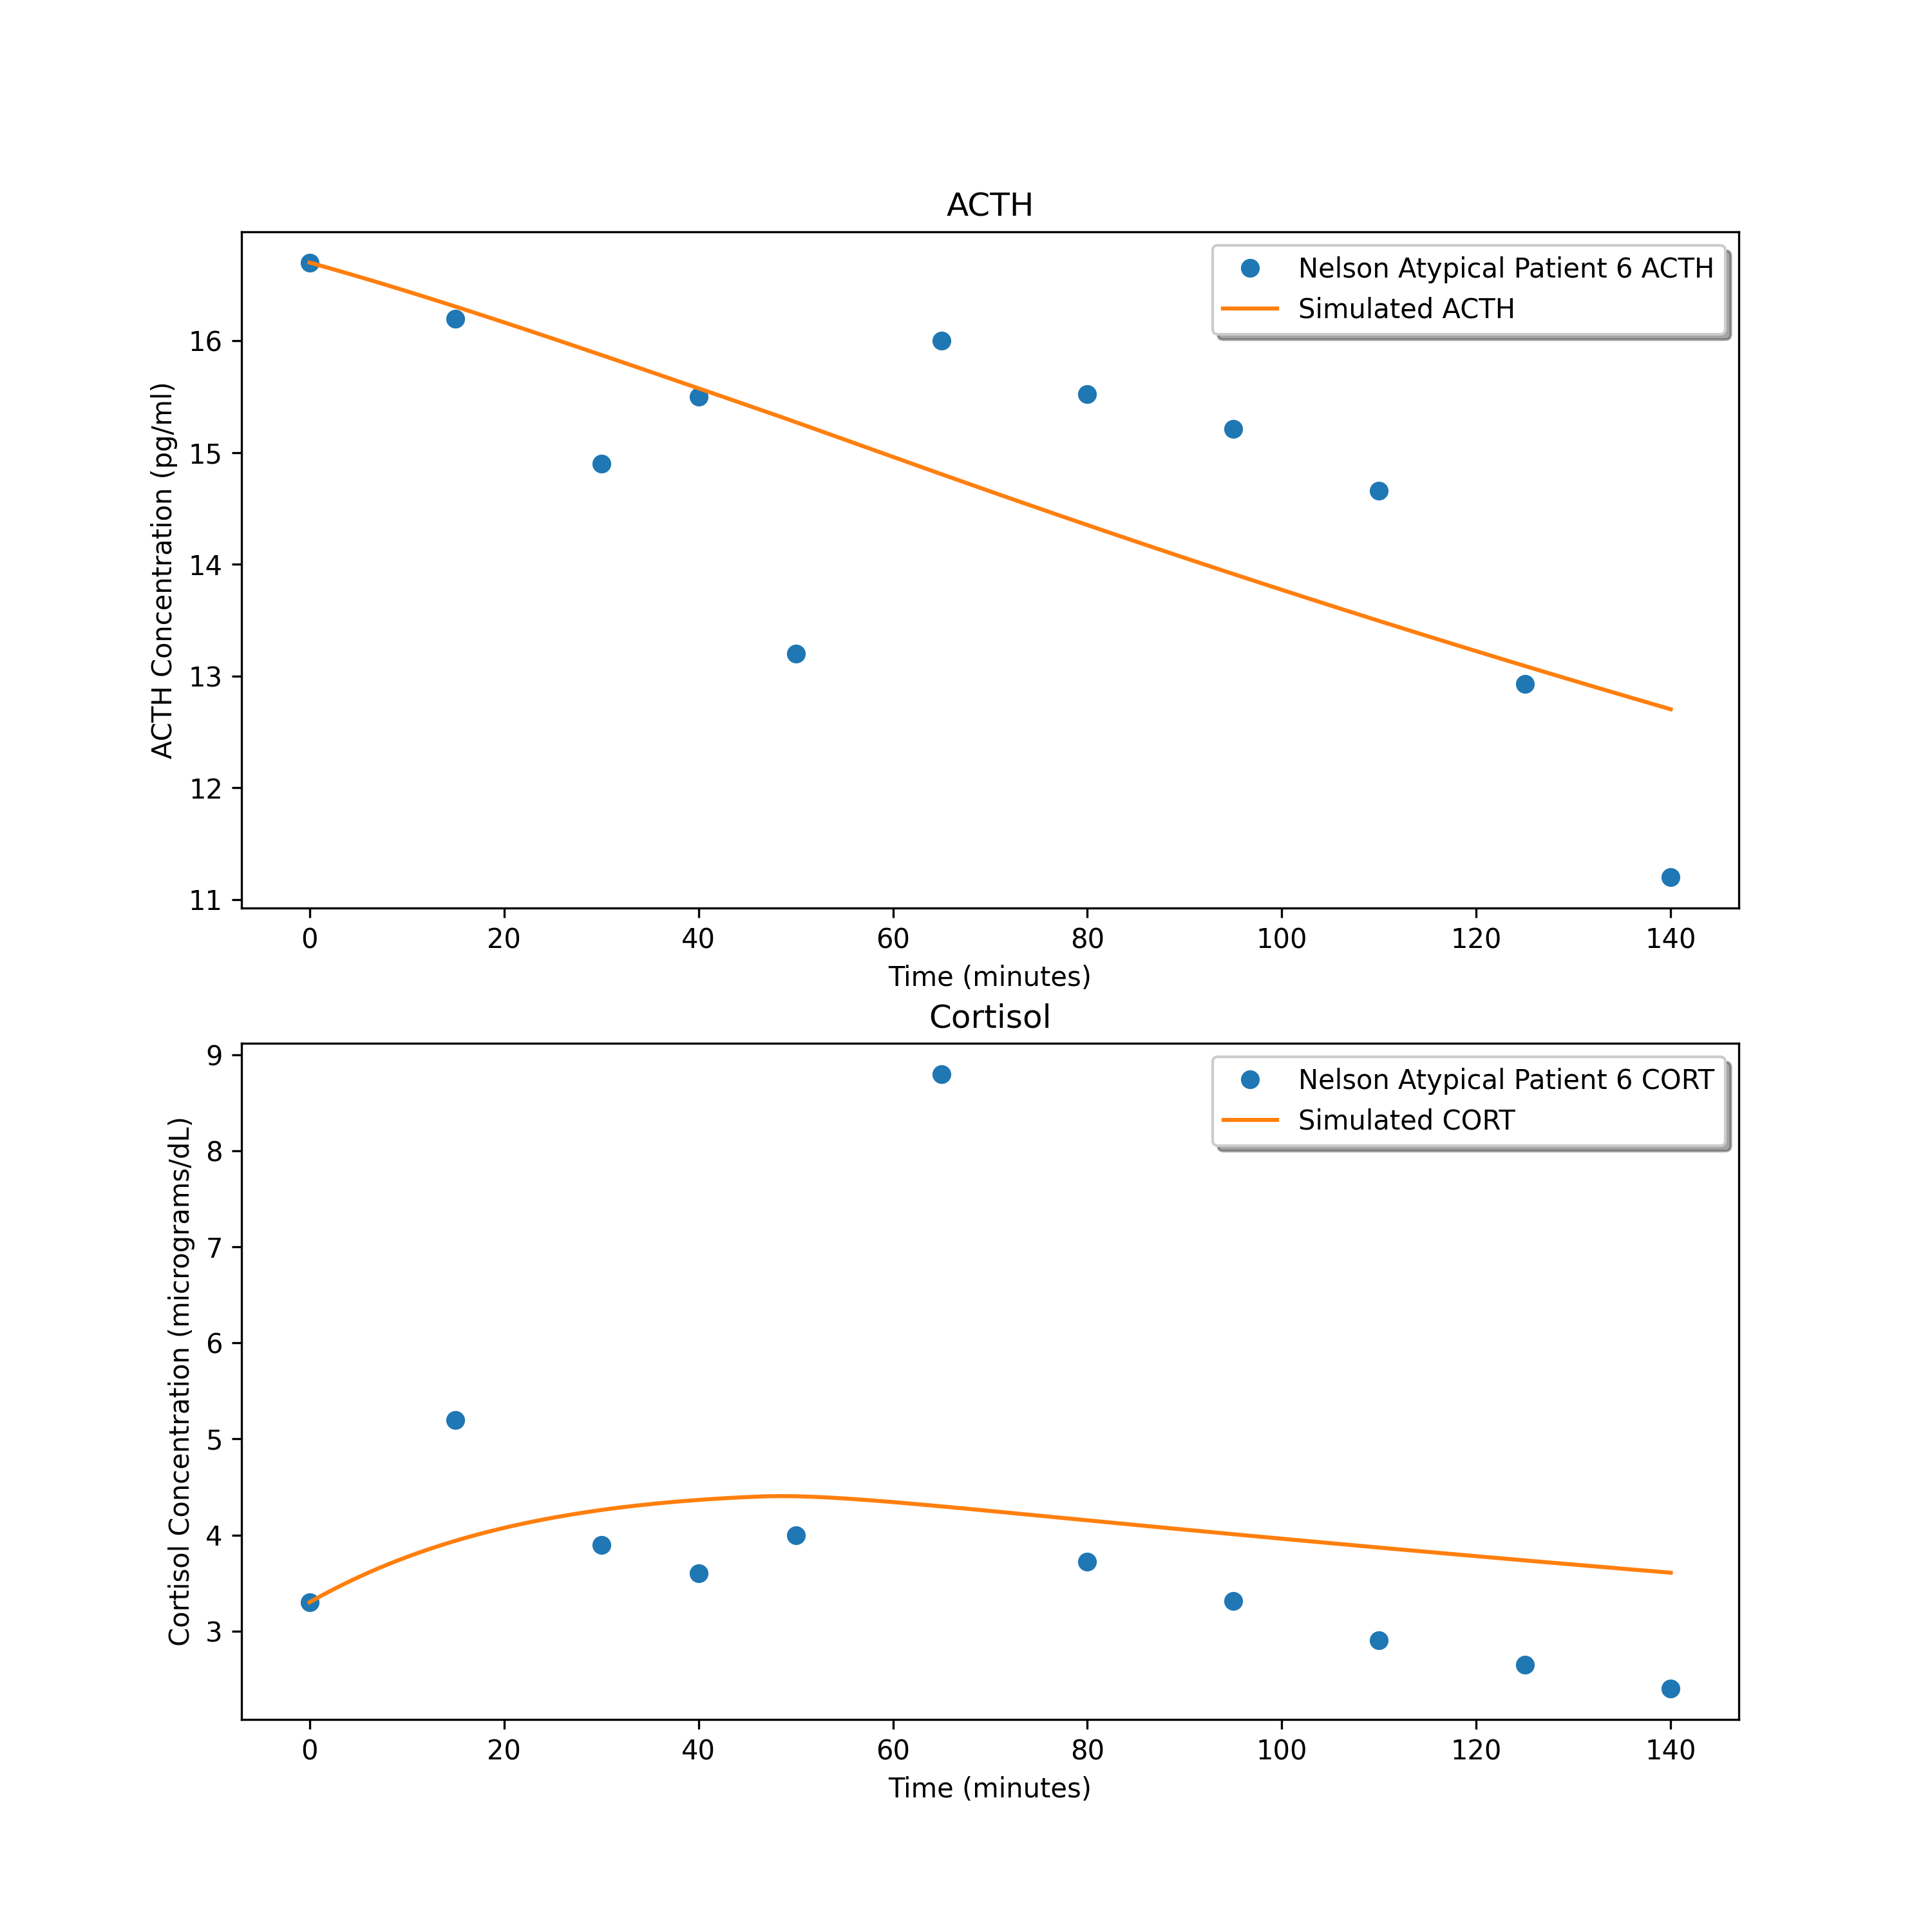 ACTH
Nelson Atypical Patient 6 ACTH
Simulated ACTH
ACTH Concentration (pg/ml)
16
15
14
13
12
11
0 20 40 60 80 100 120 140
Time (minutes)
Cortisol
Nelson Atypical Patient 6 CORT
Simulated CORT
Cortisol Concentration (micrograms/dL)
9
8
7
6
5
4
3
0 20 40 60 80 100 120 140
Time (minutes)